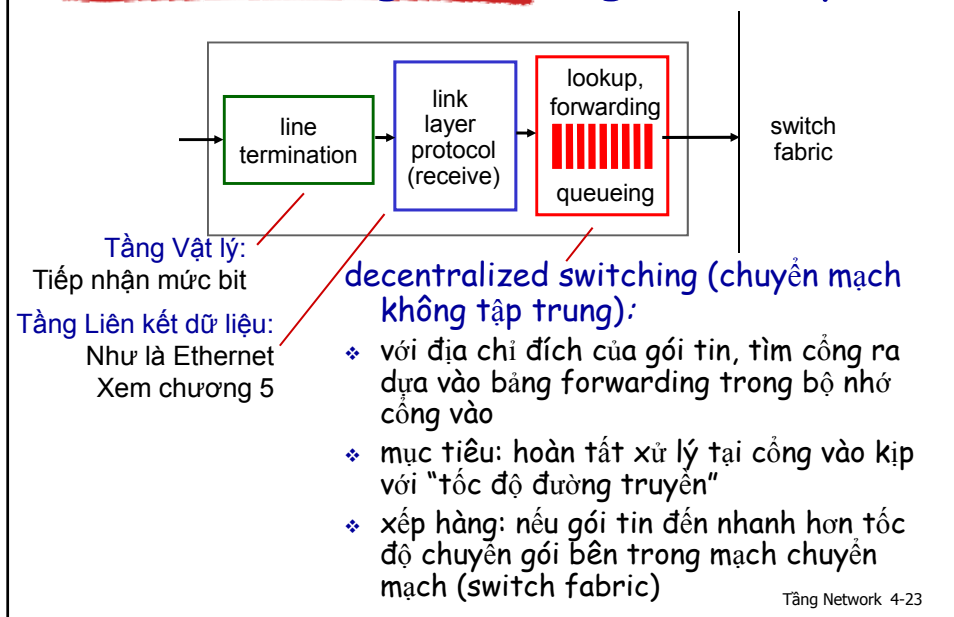 line
termination
link
layer
protocol
(receive)
lookup,
forwarding
queueing
switch
fabric
Tầng Vật lý:
Tiếp nhận mức bit
Tầng Liên kết dữ liệu:
Như là Ethernet
Xem chương 5
decentralized switching (chuyển mạch
không tập trung):
❖ với địa chỉ đích của gói tin, tìm cổng ra
dựa vào bảng forwarding trong bộ nhớ
cổng vào
❖ mục tiêu: hoàn tất xử lý tại cổng vào kịp
với “tốc độ đường truyền”
❖ xếp hàng: nếu gói tin đến nhanh hơn tốc
độ chuyển gói bên trong mạch chuyển
mạch (switch fabric)
Tầng Network 4-23